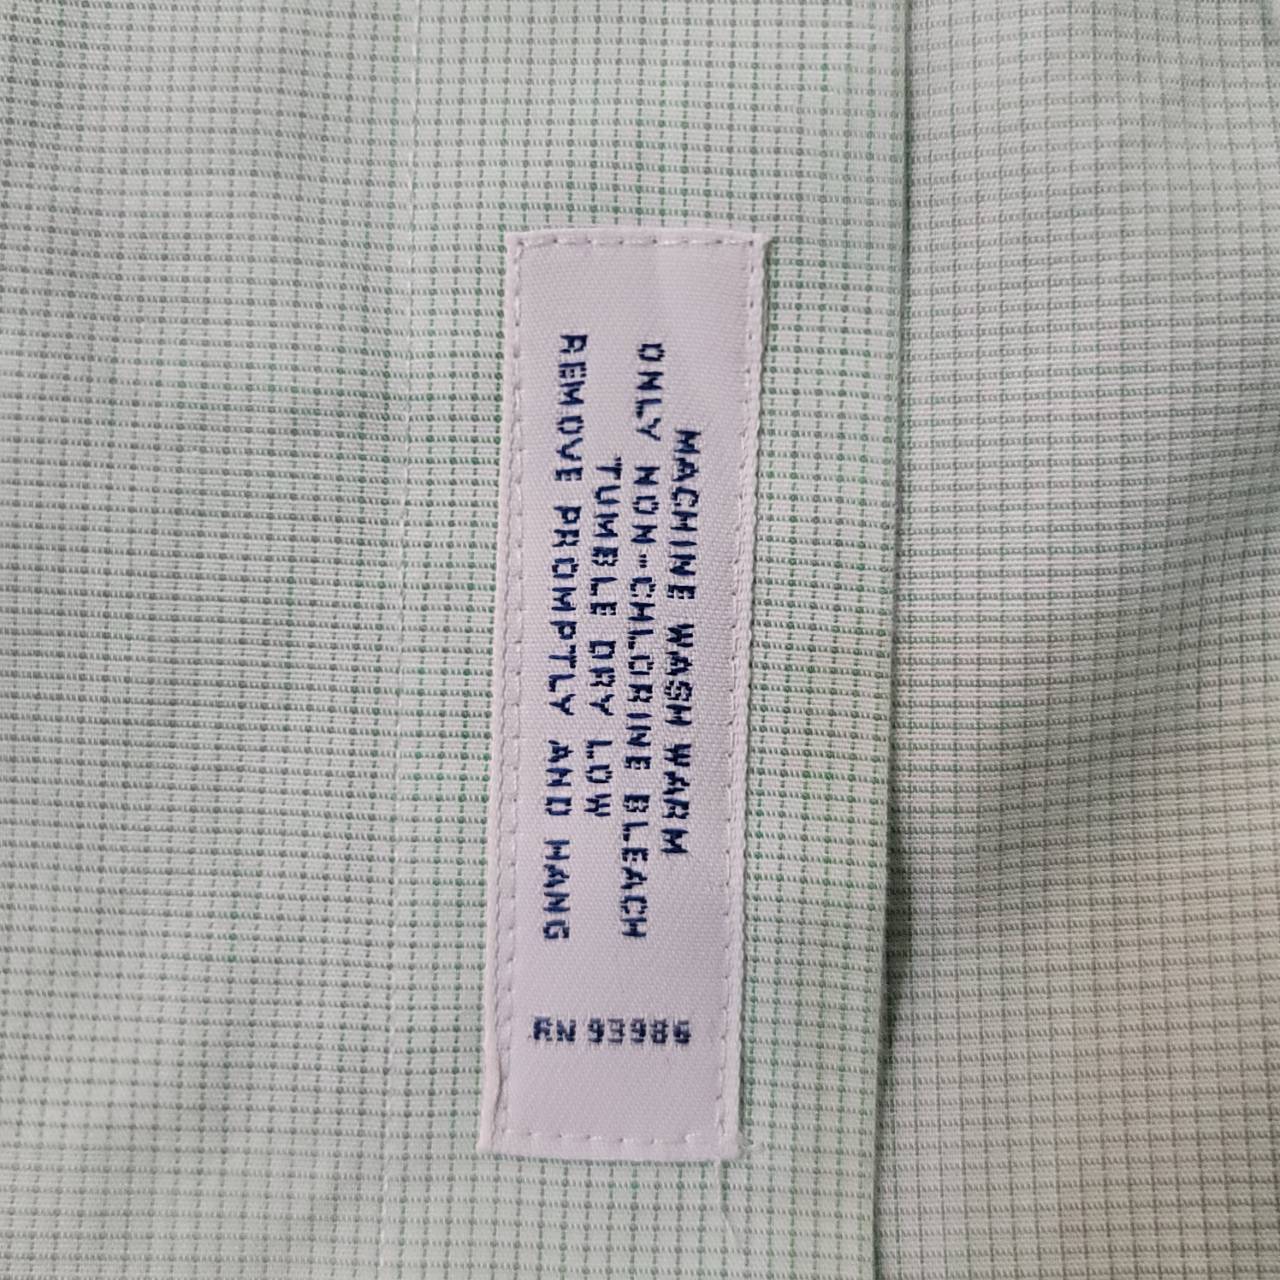 MACHINE WASH WARM
ONLY NON-CHLORINE BLEACH
TUMBLE DRY LOW
REMOVE PROMPTLY AND HANG
RN 93986